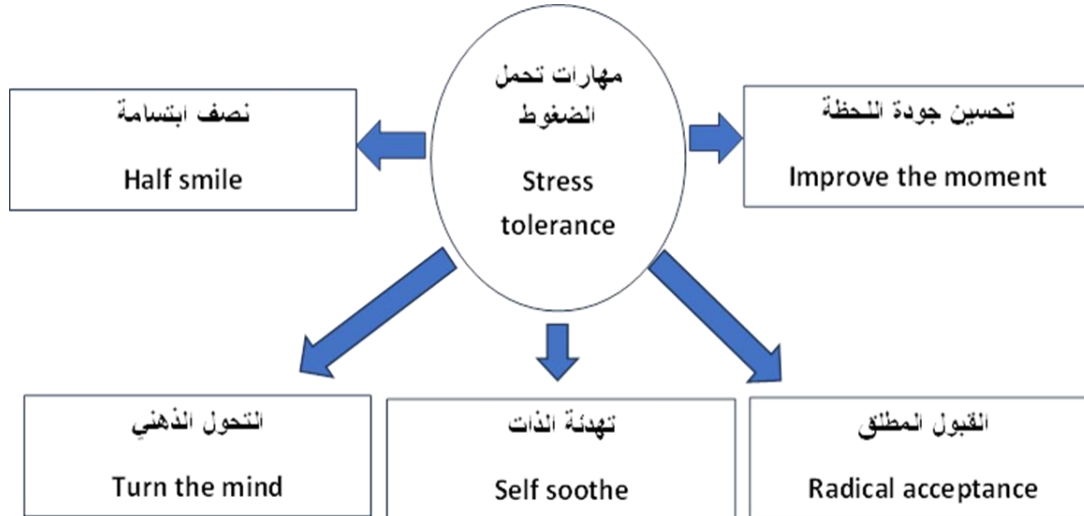 مهارات تحمل
الضغوط
Stress
tolerance
نصف ابتسامة
Half smile
تحسين جودة اللحظة
Improve the moment
التحول الذهني
Turn the mind
تهدئة الذات
Self soothe
القبول المطلق
Radical acceptance